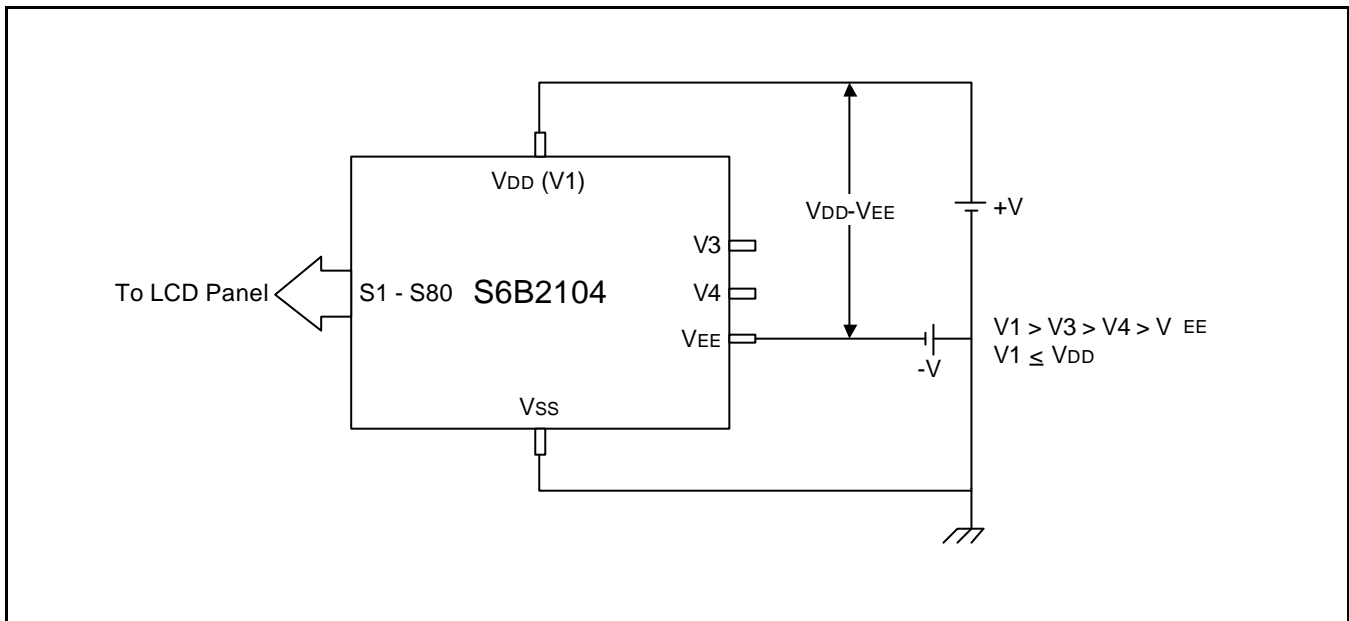 VDD (V1)
VDD-VEE
+V
V3
To LCD Panel
S1 - S80
S6B2104
V4
V1 > V3 > V4 > V EE
VEE
V1 ≤ VDD
-V
VSS